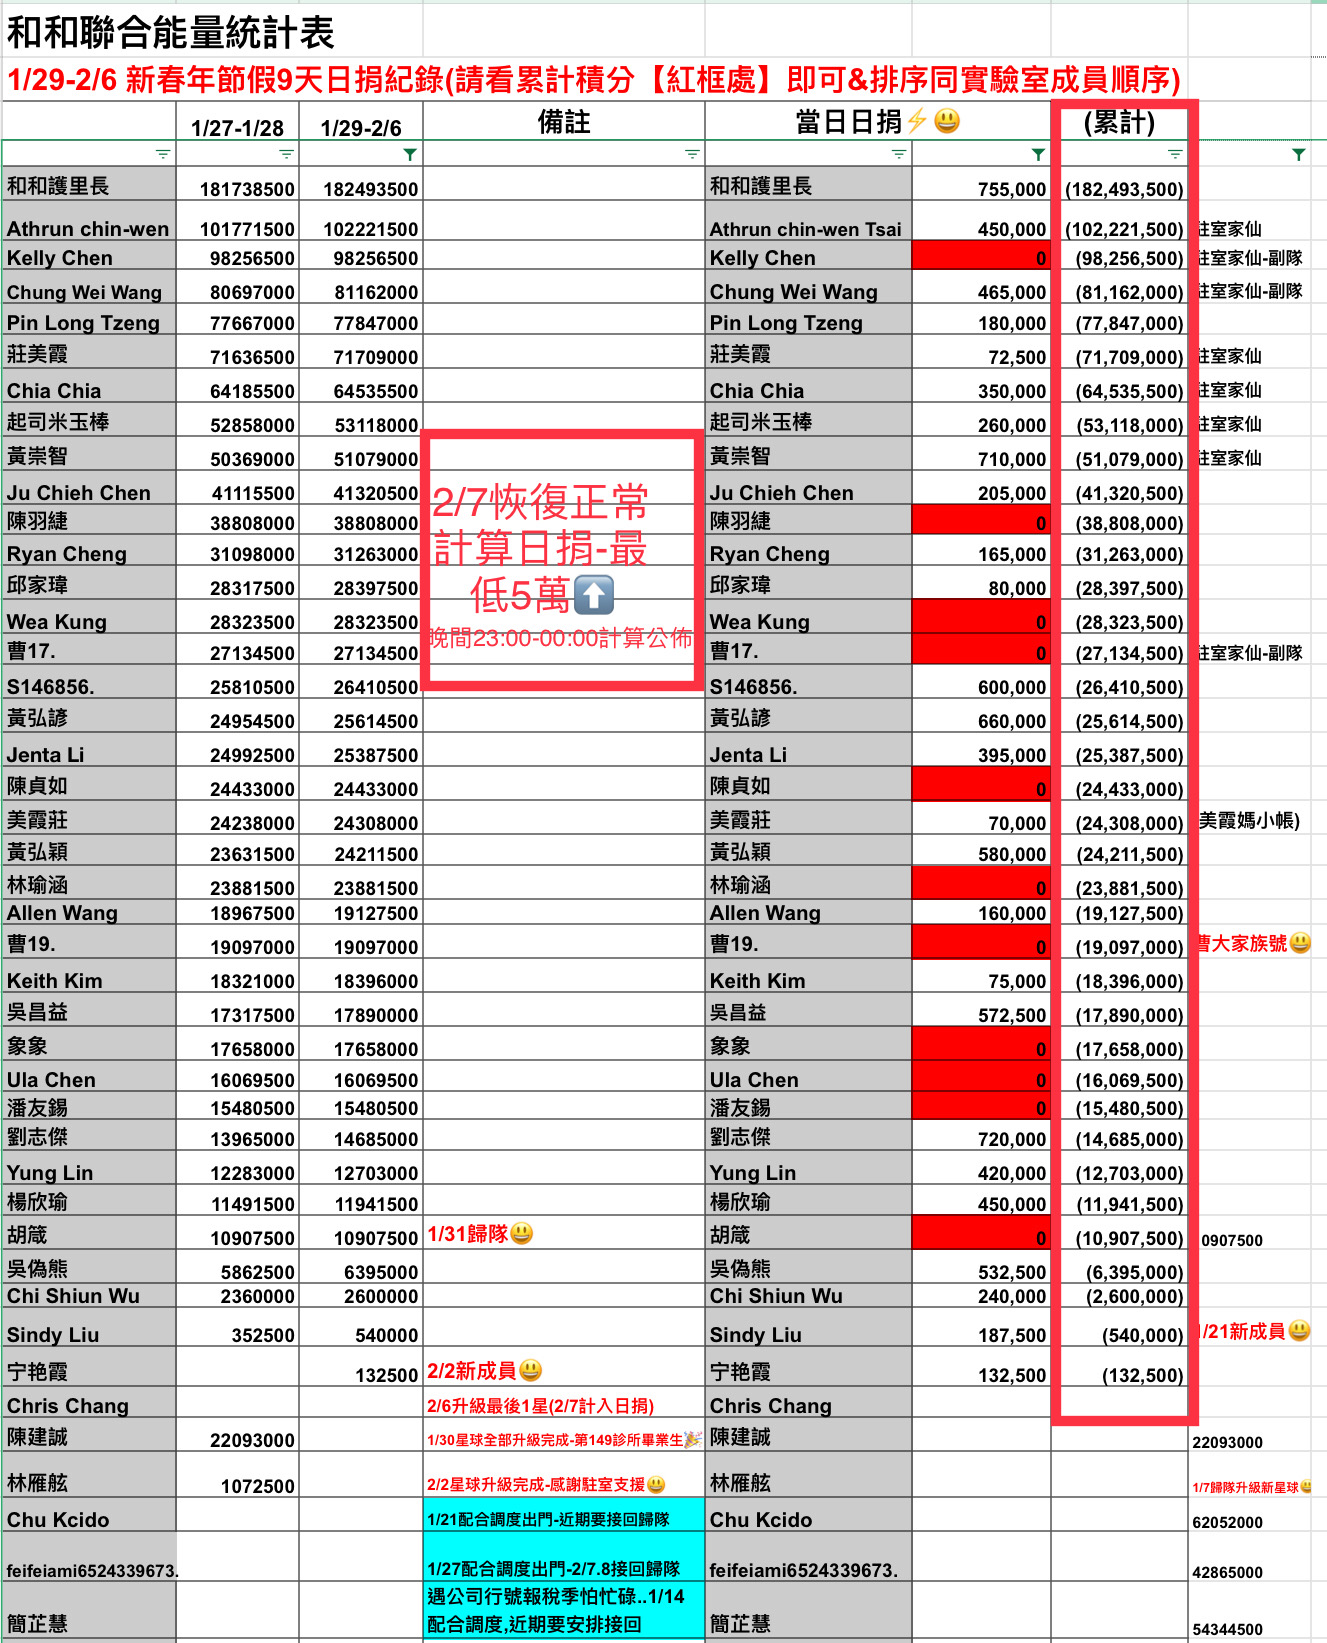 和和聯合能量統計表
1/29-2/6 新春年節假9天日捐紀錄(請看累計積分【紅框處】即可&排序同實驗室成員順序)
1/27-1/28 1/29-2/6 備註 當日日捐⚡😃 (累計)
和和護里長 181738500 182493500 和和護里長 755,000 (182,493,500)
Athrun chin-wen 101771500 102221500 Athrun chin-wen Tsai 450,000 (102,221,500) 駐室家仙
Kelly Chen 98256500 98256500 Kelly Chen 0 (98,256,500) 駐室家仙-副隊
Chung Wei Wang 80697000 81162000 Chung Wei Wang 465,000 (81,162,000) 駐室家仙-副隊
Pin Long Tzeng 77667000 77847000 Pin Long Tzeng 180,000 (77,847,000)
莊美霞 71636500 71709000 莊美霞 72,500 (71,709,000) 駐室家仙
Chia Chia 64185500 64535500 Chia Chia 350,000 (64,535,500) 駐室家仙
起司米玉棒 52858000 53118000 起司米玉棒 260,000 (53,118,000) 駐室家仙
黃崇智 50369000 51079000 黃崇智 710,000 (51,079,000) 駐室家仙
Ju Chieh Chen 41115500 41320500 2/7恢復正常 Ju Chieh Chen 205,000 (41,320,500)
陳羽緁 38808000 38808000 陳羽緁 0 (38,808,000)
Ryan Cheng 31098000 31263000 計算日捐-最 Ryan Cheng 165,000 (31,263,000)
邱家瑋 28317500 28397500 低5萬⬆️ 邱家瑋 80,000 (28,397,500)
Wea Kung 28323500 28323500 Wea Kung 0 (28,323,500)
曹17. 27134500 27134500 晚間23:00-00:00計算公佈 曹17. 0 (27,134,500) 駐室家仙-副隊
S146856. 25810500 26410500 S146856. 600,000 (26,410,500)
黃弘諺 24954500 25614500 黃弘諺 660,000 (25,614,500)
Jenta Li 24992500 25387500 Jenta Li 395,000 (25,387,500)
陳貞如 24433000 24433000 陳貞如 0 (24,433,000)
美霞莊 24238000 24308000 美霞莊 70,000 (24,308,000) 美霞媽小帳)
黃弘穎 23631500 24211500 黃弘穎 580,000 (24,211,500)
林瑜涵 23881500 23881500 林瑜涵 0 (23,881,500)
Allen Wang 18967500 19127500 Allen Wang 160,000 (19,127,500)
曹19. 19097000 19097000 曹19. 0 (19,097,000) 曹大家族號😃
Keith Kim 18321000 18396000 Keith Kim 75,000 (18,396,000)
吳昌益 17317500 17890000 吳昌益 572,500 (17,890,000)
象象 17658000 17658000 象象 0 (17,658,000)
Ula Chen 16069500 16069500 Ula Chen 0 (16,069,500)
潘友錫 15480500 15480500 潘友錫 0 (15,480,500)
劉志傑 13965000 14685000 劉志傑 720,000 (14,685,000)
Yung Lin 12283000 12703000 Yung Lin 420,000 (12,703,000)
楊欣瑜 11491500 11941500 楊欣瑜 450,000 (11,941,500)
胡箴 10907500 10907500 1/31歸隊😃 胡箴 0 (10,907,500) 0907500
吳偽熊 5862500 6395000 吳偽熊 532,500 (6,395,000)
Chi Shiun Wu 2360000 2600000 Chi Shiun Wu 240,000 (2,600,000)
Sindy Liu 352500 540000 Sindy Liu 187,500 (540,000) 1/21新成員😃
宁艳霞 132500 2/2新成員😃 宁艳霞 132,500 (132,500)
Chris Chang 2/6升級最後1星(2/7計入日捐) Chris Chang
陳建誠 22093000 1/30星球全部升級完成-第149診所畢業生🎉 陳建誠 22093000
林雁舷 1072500 2/2星球升級完成-感謝駐室支援😃 林雁舷 1/7歸隊升級新星球😃
Chu Kcido 1/21配合調度出門-近期要接回歸隊 Chu Kcido 62052000
feifeiami6524339673. 1/27配合調度出門-2/7.8接回歸隊 feifeiami6524339673. 42865000
遇公司行號報稅季怕忙碌..1/14
簡芷慧 配合調度,近期要安排接回 簡芷慧 54344500